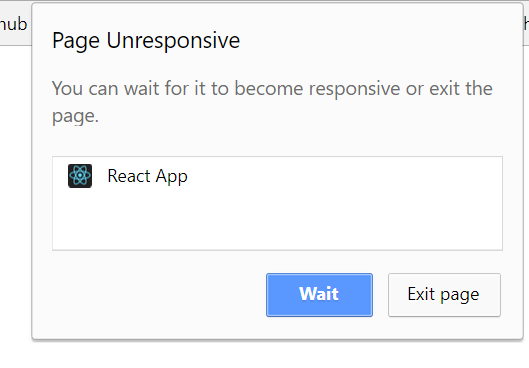 hub
Page Unresponsive
You can wait for it to become responsive or exit the
page.
React App
Wait Exit page